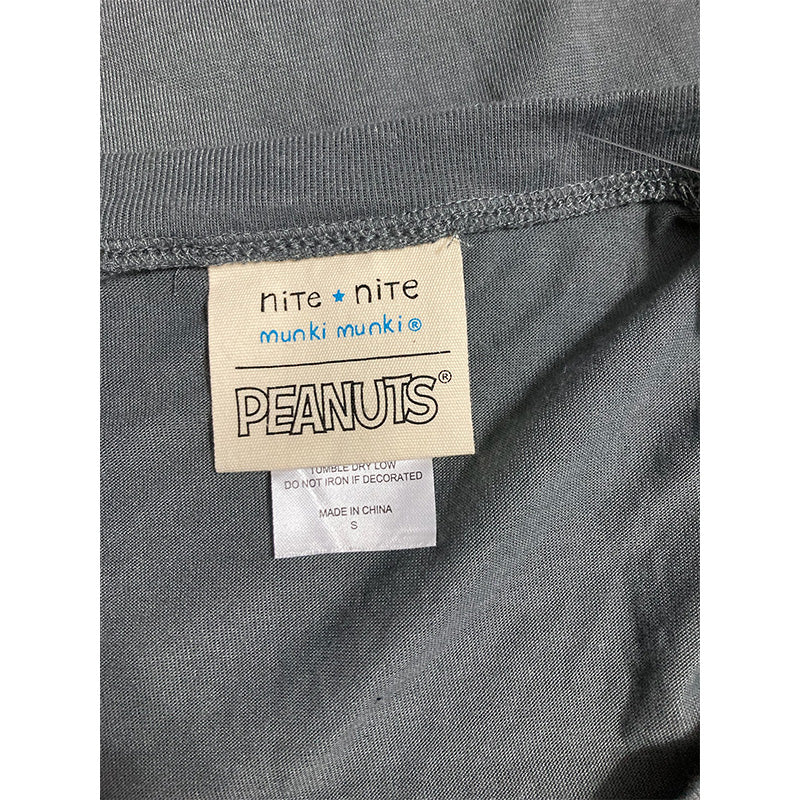 niTe ★ niTe
munki munki®
PEANUTS®
TUMBLE DRY LOW
DO NOT IRON IF DECORATED
MADE IN CHINA
S